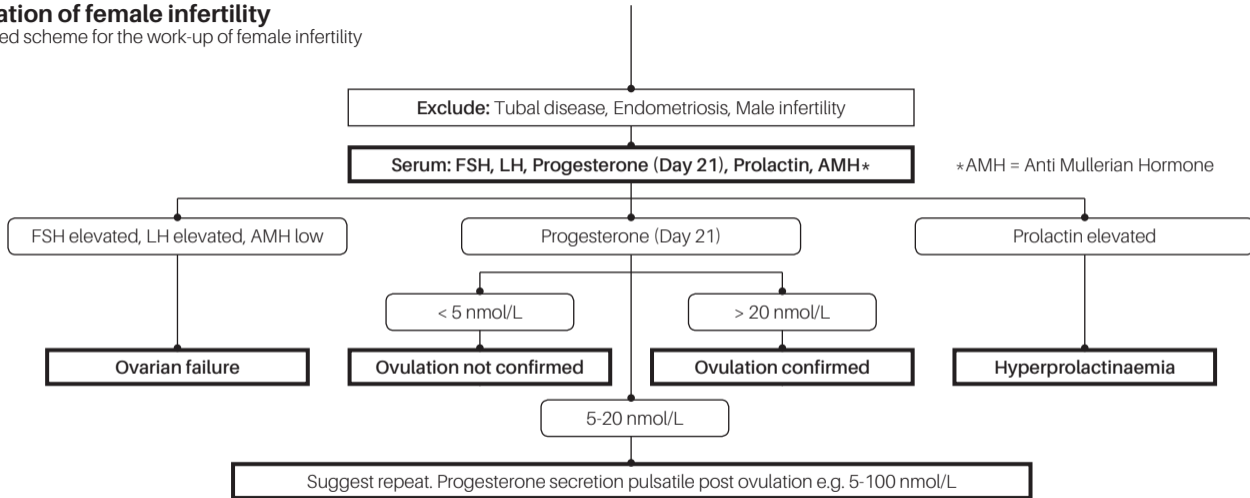 ation of female infertility
ed scheme for the work-up of female infertility
Exclude: Tubal disease, Endometriosis, Male infertility
Serum: FSH, LH, Progesterone (Day 21), Prolactin, AMH*
*AMH = Anti Mullerian Hormone
FSH elevated, LH elevated, AMH low
Progesterone (Day 21)
Prolactin elevated
< 5 nmol/L
> 20 nmol/L
Ovarian failure
Ovulation not confirmed
Ovulation confirmed
Hyperprolactinaemia
5-20 nmol/L
Suggest repeat. Progesterone secretion pulsatile post ovulation e.g. 5-100 nmol/L